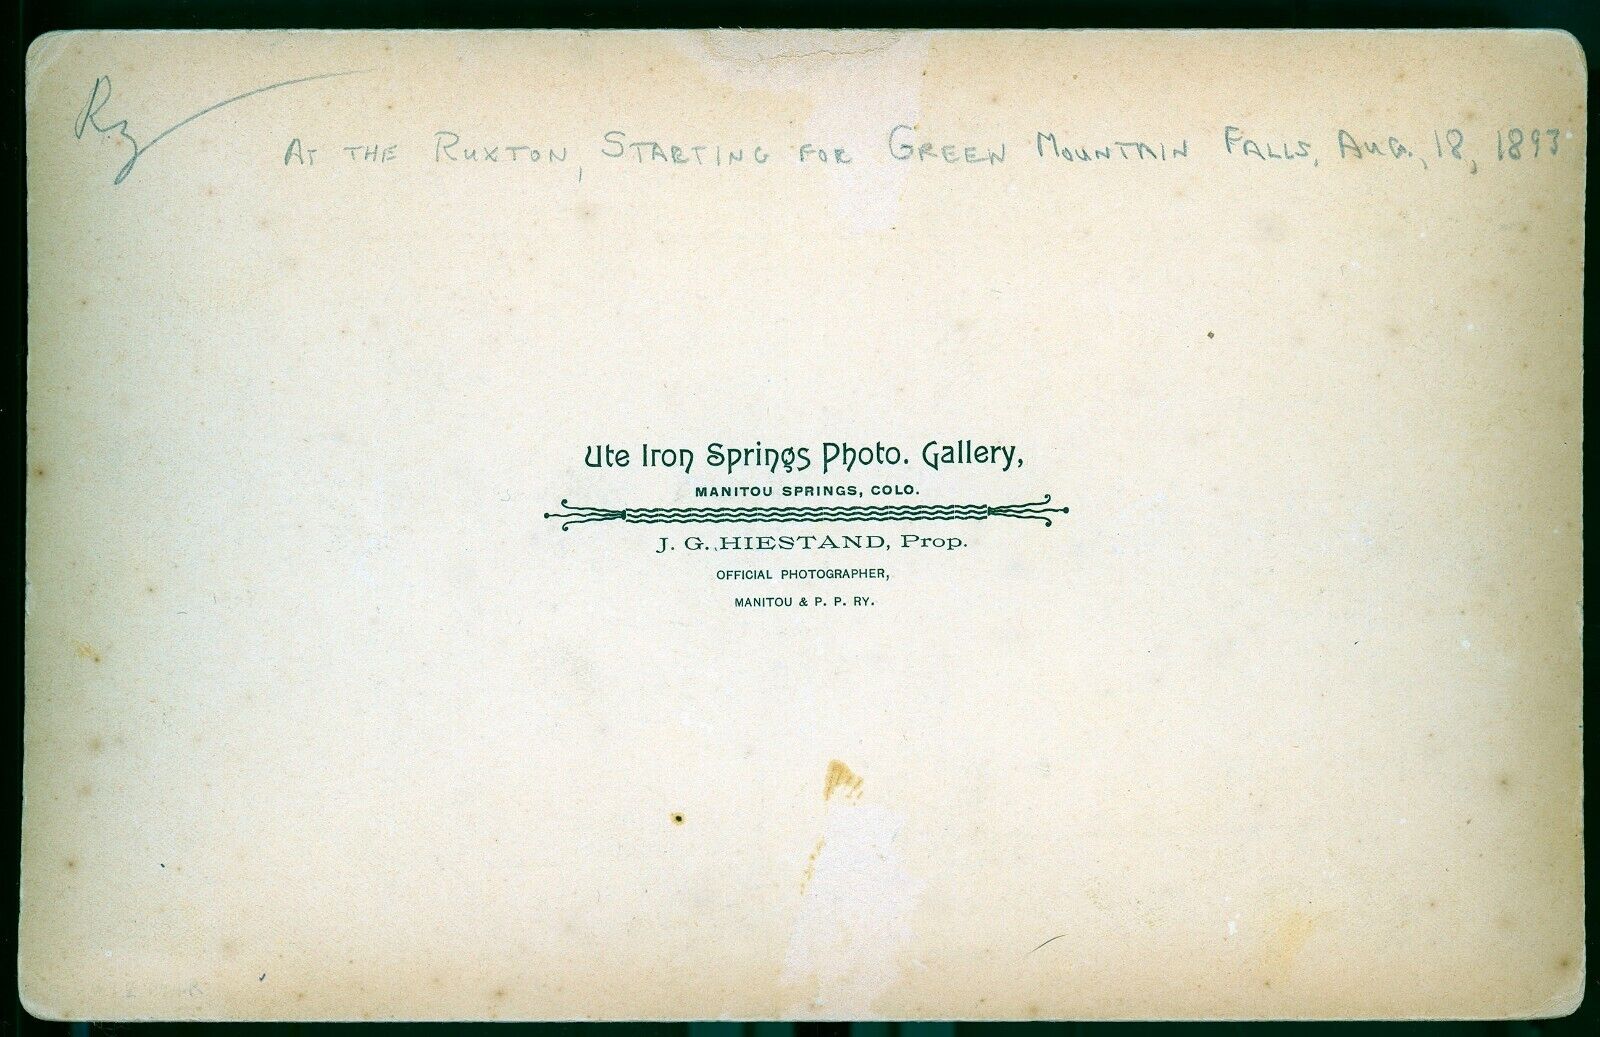 At the Ruxton, Starting for Green Mountain Falls, Aug., 18, 1893
Ute Iron Springs Photo. Gallery,
MANITOU SPRINGS, COLO.
J. G. HIESTAND, Prop.
OFFICIAL PHOTOGRAPHER,
MANITOU & P. P. RY.